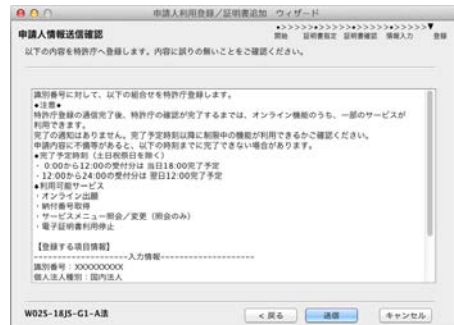 申請人利用登録／証明書追加 ウィザード
申請人情報送信確認
◆>>>>>◆>>>>>◆>>>>>◆>>>>>▼
開始 証明書指定 証明書確認 情報入力 登録
以下の内容を特許庁へ登録します。内容に誤りの無いことをご確認ください。
識別番号に対して、以下の組合せを特許庁登録します。
◆注意◆
特許庁登録の通信完了後、特許庁の確認が完了するまでは、オンライン機能のうち、一部のサービスが
利用できます。
完了の通知はありません。完了予定時刻以降に制限中の機能が利用できるかご確認ください。
申請内容に不備等があると、以下の時刻までに完了できない場合があります。
◆完了予定時刻（土日祝祭日を除く）
・ 0:00から12:00の受付分は 当日18:00完了予定
・12:00から24:00の受付分は 翌日12:00完了予定
◆利用可能サービス
・オンライン出願
・納付番号取得
・サービスメニュー照会／変更（照会のみ）
・電子証明書利用停止
【登録する項目情報】
--------------------入力情報--------------------
識別番号：XXXXXXXXX
個人法人種別：国内法人
W02S-18JS-G1-A法
< 戻る
送信
キャンセル